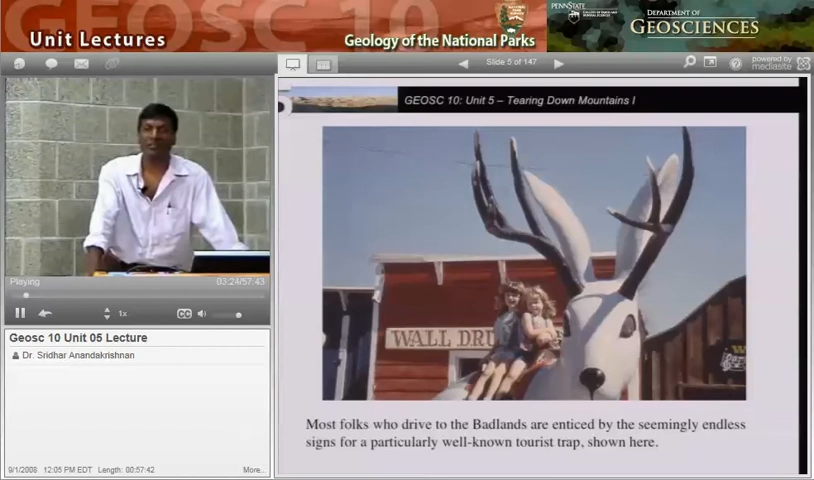 GEOSC 10
Unit Lectures
Geology of the National Parks
PENNSTATE
DEPARTMENT OF
GEOSCIENCES
Slide 5 of 147
powered by
mediasite
GEOSC 10: Unit 5 – Tearing Down Mountains I
Playing
03:24/57:43
1x
CC
WALL DRU
Geosc 10 Unit 05 Lecture
Dr. Sridhar Anandakrishnan
Most folks who drive to the Badlands are enticed by the seemingly endless
signs for a particularly well-known tourist trap, shown here.
9/1/2008 12:05 PM EDT Length: 00:57:42
More...